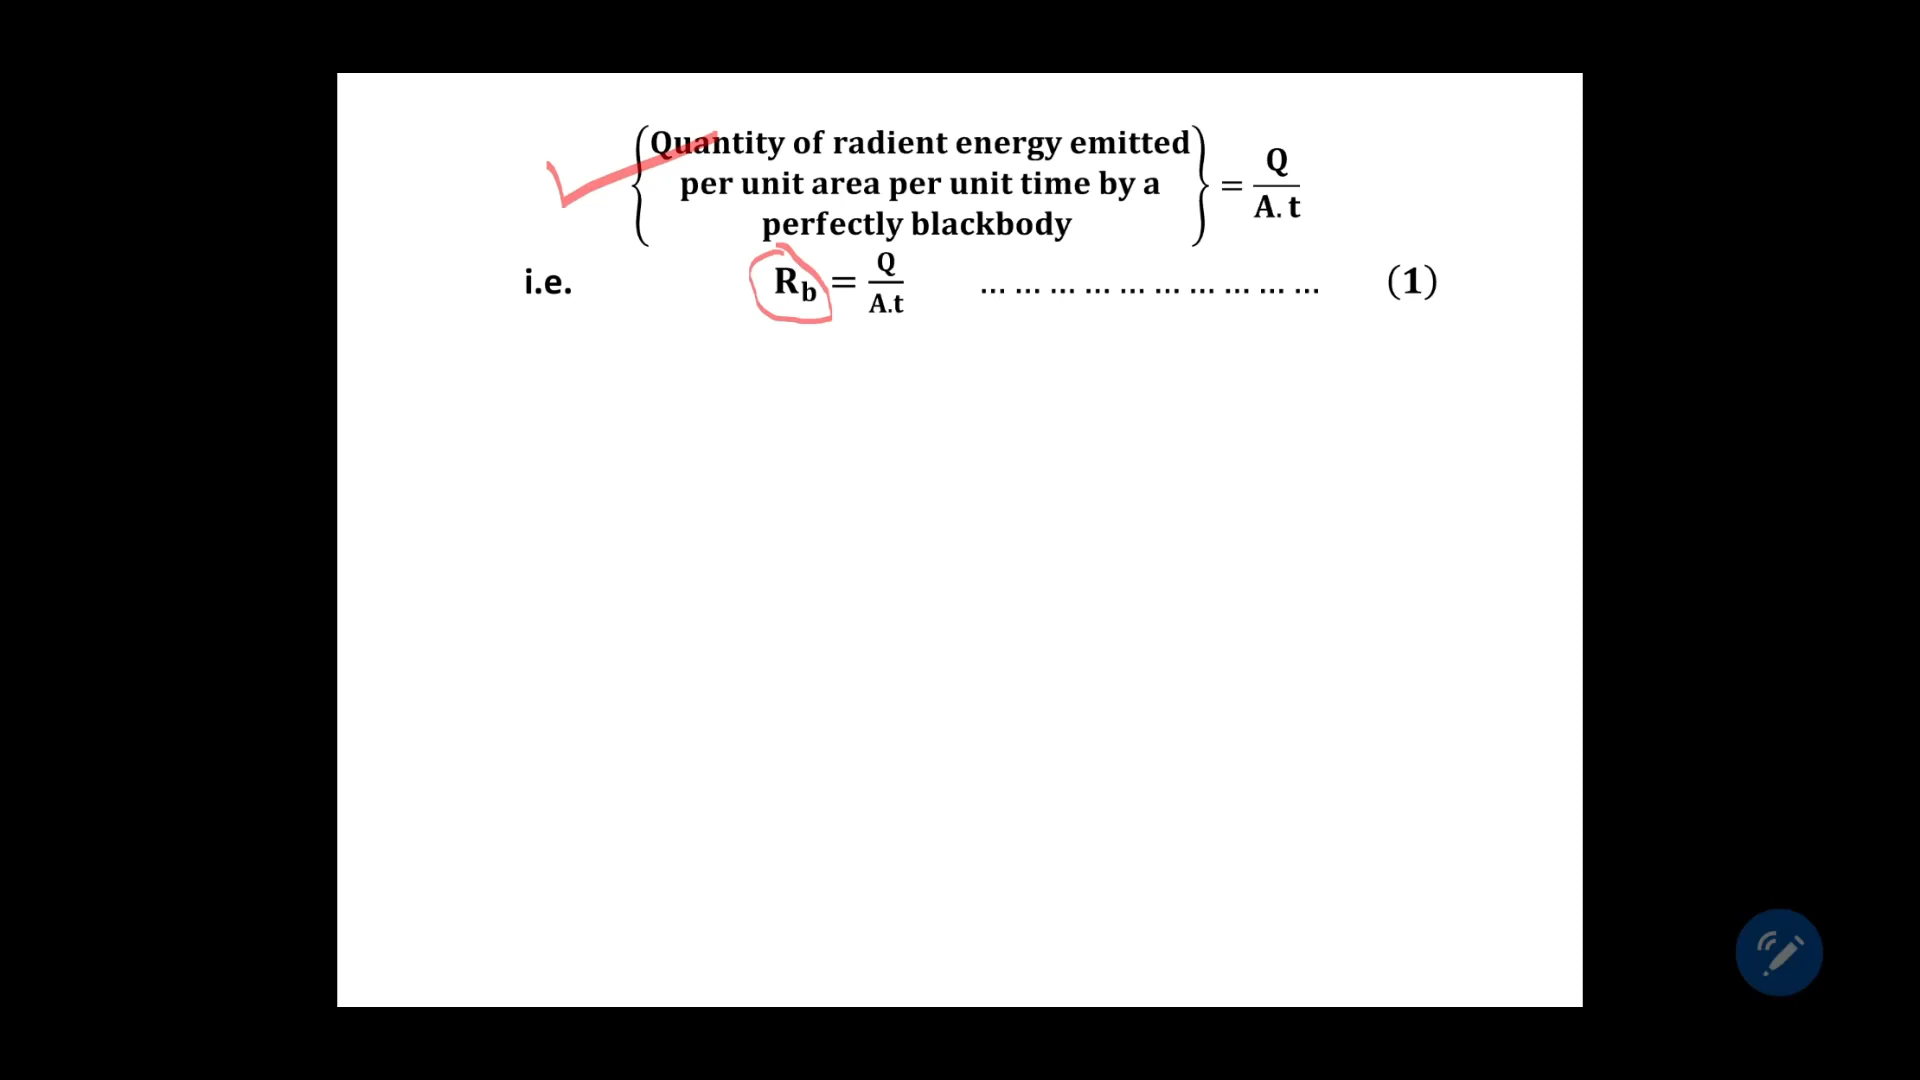 {Quantity of radient energy emitted
per unit area per unit time by a
perfectly blackbody} = Q / A. t
i.e. R_b = Q / A.t ... ... ... ... ... ... ... ... ... ... (1)